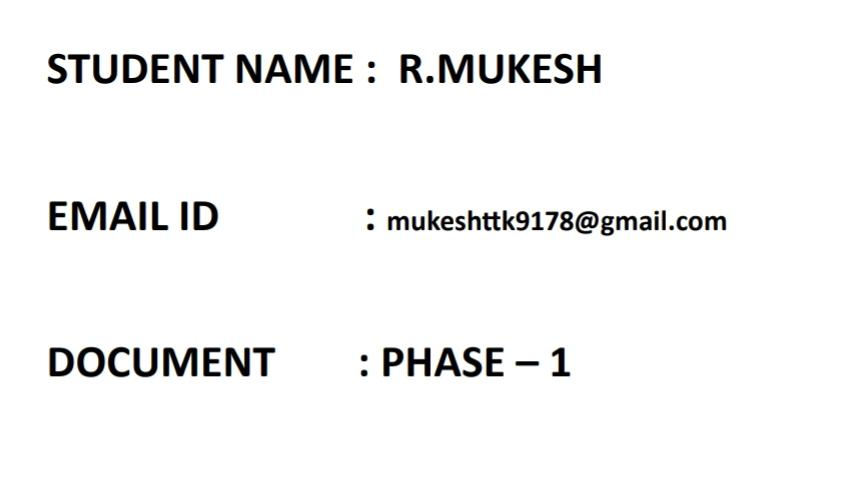 STUDENT NAME : R.MUKESH
EMAIL ID : mukeshttk9178@gmail.com
DOCUMENT : PHASE – 1